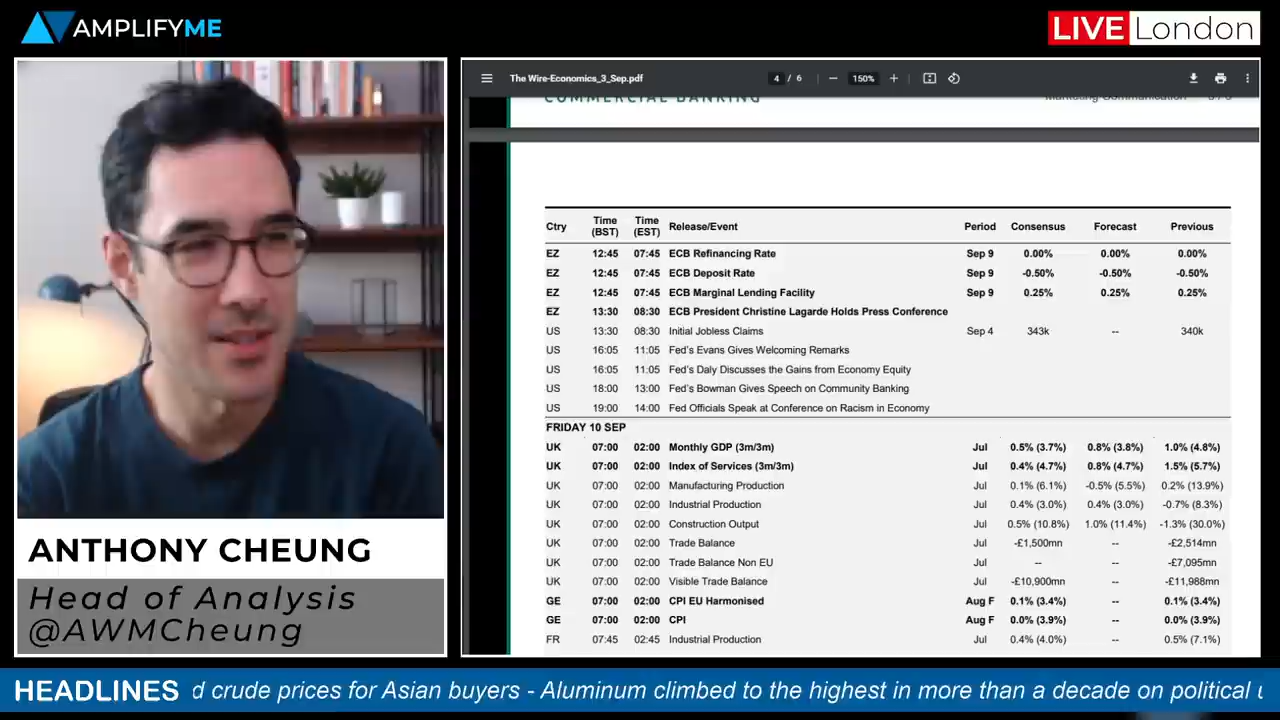 AMPLIFYME
LIVE London
The Wire-Economics_3_Sep.pdf
4 / 6
150%
COMMERCIAL BANKING
Marketing Communication
Ctry Time (BST) Time (EST) Release/Event Period Consensus Forecast Previous
EZ 12:45 07:45 ECB Refinancing Rate Sep 9 0.00% 0.00% 0.00%
EZ 12:45 07:45 ECB Deposit Rate Sep 9 -0.50% -0.50% -0.50%
EZ 12:45 07:45 ECB Marginal Lending Facility Sep 9 0.25% 0.25% 0.25%
EZ 13:30 08:30 ECB President Christine Lagarde Holds Press Conference
US 13:30 08:30 Initial Jobless Claims Sep 4 343k -- 340k
US 16:05 11:05 Fed's Evans Gives Welcoming Remarks
US 16:05 11:05 Fed's Daly Discusses the Gains from Economy Equity
US 18:00 13:00 Fed's Bowman Gives Speech on Community Banking
US 19:00 14:00 Fed Officials Speak at Conference on Racism in Economy
FRIDAY 10 SEP
UK 07:00 02:00 Monthly GDP (3m/3m) Jul 0.5% (3.7%) 0.8% (3.8%) 1.0% (4.8%)
UK 07:00 02:00 Index of Services (3m/3m) Jul 0.4% (4.7%) 0.8% (4.7%) 1.5% (5.7%)
UK 07:00 02:00 Manufacturing Production Jul 0.1% (6.1%) -0.5% (5.5%) 0.2% (13.9%)
UK 07:00 02:00 Industrial Production Jul 0.4% (3.0%) 0.4% (3.0%) -0.7% (8.3%)
UK 07:00 02:00 Construction Output Jul 0.5% (10.8%) 1.0% (11.4%) -1.3% (30.0%)
UK 07:00 02:00 Trade Balance Jul -£1,500mn -- -£2,514mn
UK 07:00 02:00 Trade Balance Non EU Jul -- -- -£7,095mn
UK 07:00 02:00 Visible Trade Balance Jul -£10,900mn -- -£11,988mn
GE 07:00 02:00 CPI EU Harmonised Aug F 0.1% (3.4%) -- 0.1% (3.4%)
GE 07:00 02:00 CPI Aug F 0.0% (3.9%) -- 0.0% (3.9%)
FR 07:45 02:45 Industrial Production Jul 0.4% (4.0%) -- 0.5% (7.1%)
ANTHONY CHEUNG
Head of Analysis
@AWMCheung
HEADLINES d crude prices for Asian buyers - Aluminum climbed to the highest in more than a decade on political